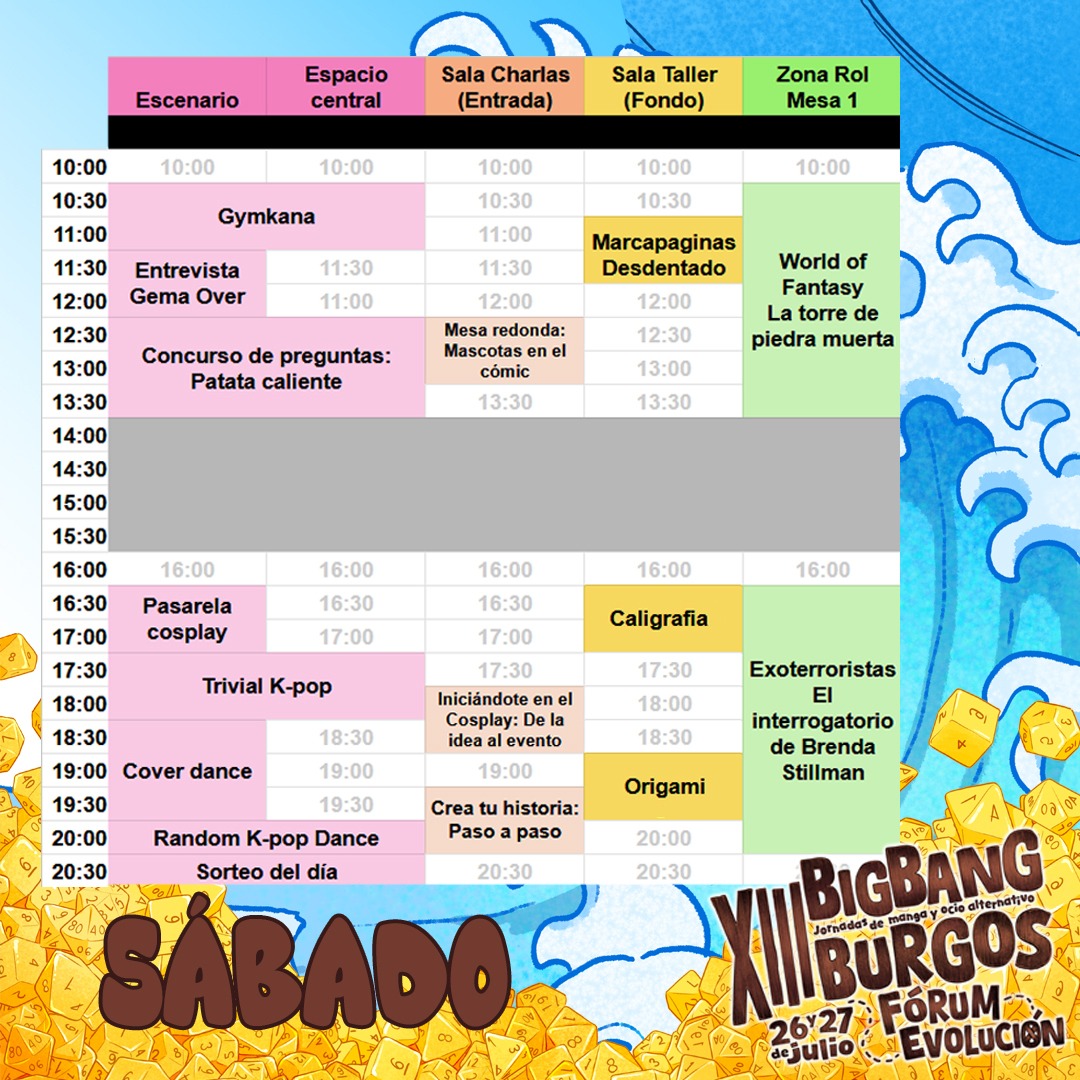 Escenario
Espacio
central
Sala Charlas
(Entrada)
Sala Taller
(Fondo)
Zona Rol
Mesa 1
10:00 10:00 10:00 10:00 10:00 10:00
10:30 10:30 10:30
Gymkana
11:00 11:00
Marcapaginas
Desdentado
11:30 11:30 11:30
Entrevista
Gema Over
World of
Fantasy
La torre de
piedra muerta
12:00 11:00 12:00 12:00
12:30 12:30
Concurso de preguntas:
Patata caliente
Mesa redonda:
Mascotas en el
cómic
13:00 13:00
13:30 13:30 13:30
14:00
14:30
15:00
15:30
16:00 16:00 16:00 16:00 16:00 16:00
16:30 16:30 16:30
Pasarela
cosplay
Caligrafia
17:00 17:00 17:00
17:30 17:30 17:30
Trivial K-pop
Exoterroristas
El
interrogatorio
de Brenda
Stillman
18:00 18:00
Iniciándote en el
Cosplay: De la
idea al evento
18:30 18:30 18:30
19:00 19:00 19:00
Cover dance
Origami
19:30 19:30
Crea tu historia:
Paso a paso
20:00 Random K-pop Dance 20:00
20:30 Sorteo del día 20:30 20:30
SÁBADO
XIII BIGBANG
Jornadas de manga y ocio alternativo
BURGOS
26 Y 27
de julio
FÓRUM
EVOLUCIÓN